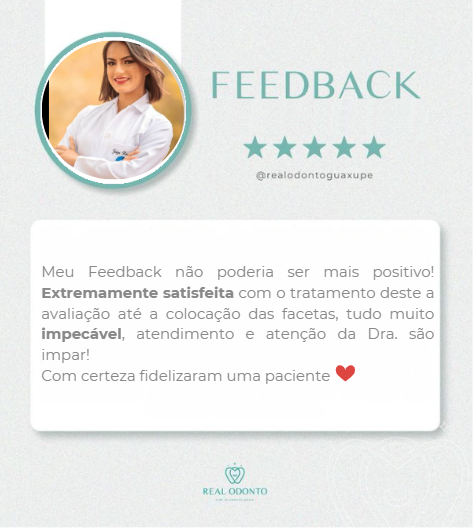 FEEDBACK
@realodontoguaxupe
Meu Feedback não poderia ser mais positivo!
Extremamente satisfeita com o tratamento deste a
avaliação até a colocação das facetas, tudo muito
impecável, atendimento e atenção da Dra. são
impar!
Com certeza fidelizaram uma paciente
REAL ODONTO